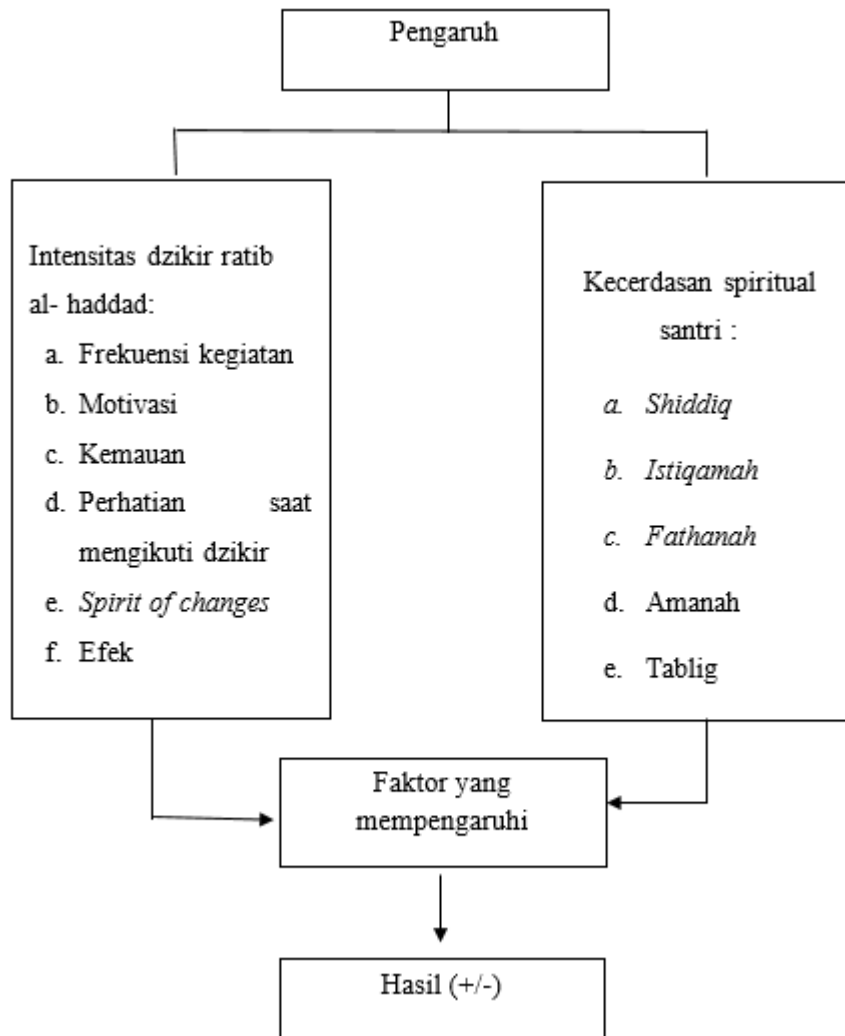 Pengaruh
Intensitas dzikir ratib
al- haddad:
a. Frekuensi kegiatan
b. Motivasi
c. Kemauan
d. Perhatian saat
mengikuti dzikir
e. Spirit of changes
f. Efek
Kecerdasan spiritual
santri :
a. Shiddiq
b. Istiqamah
c. Fathanah
d. Amanah
e. Tablig
Faktor yang
mempengaruhi
Hasil (+/-)